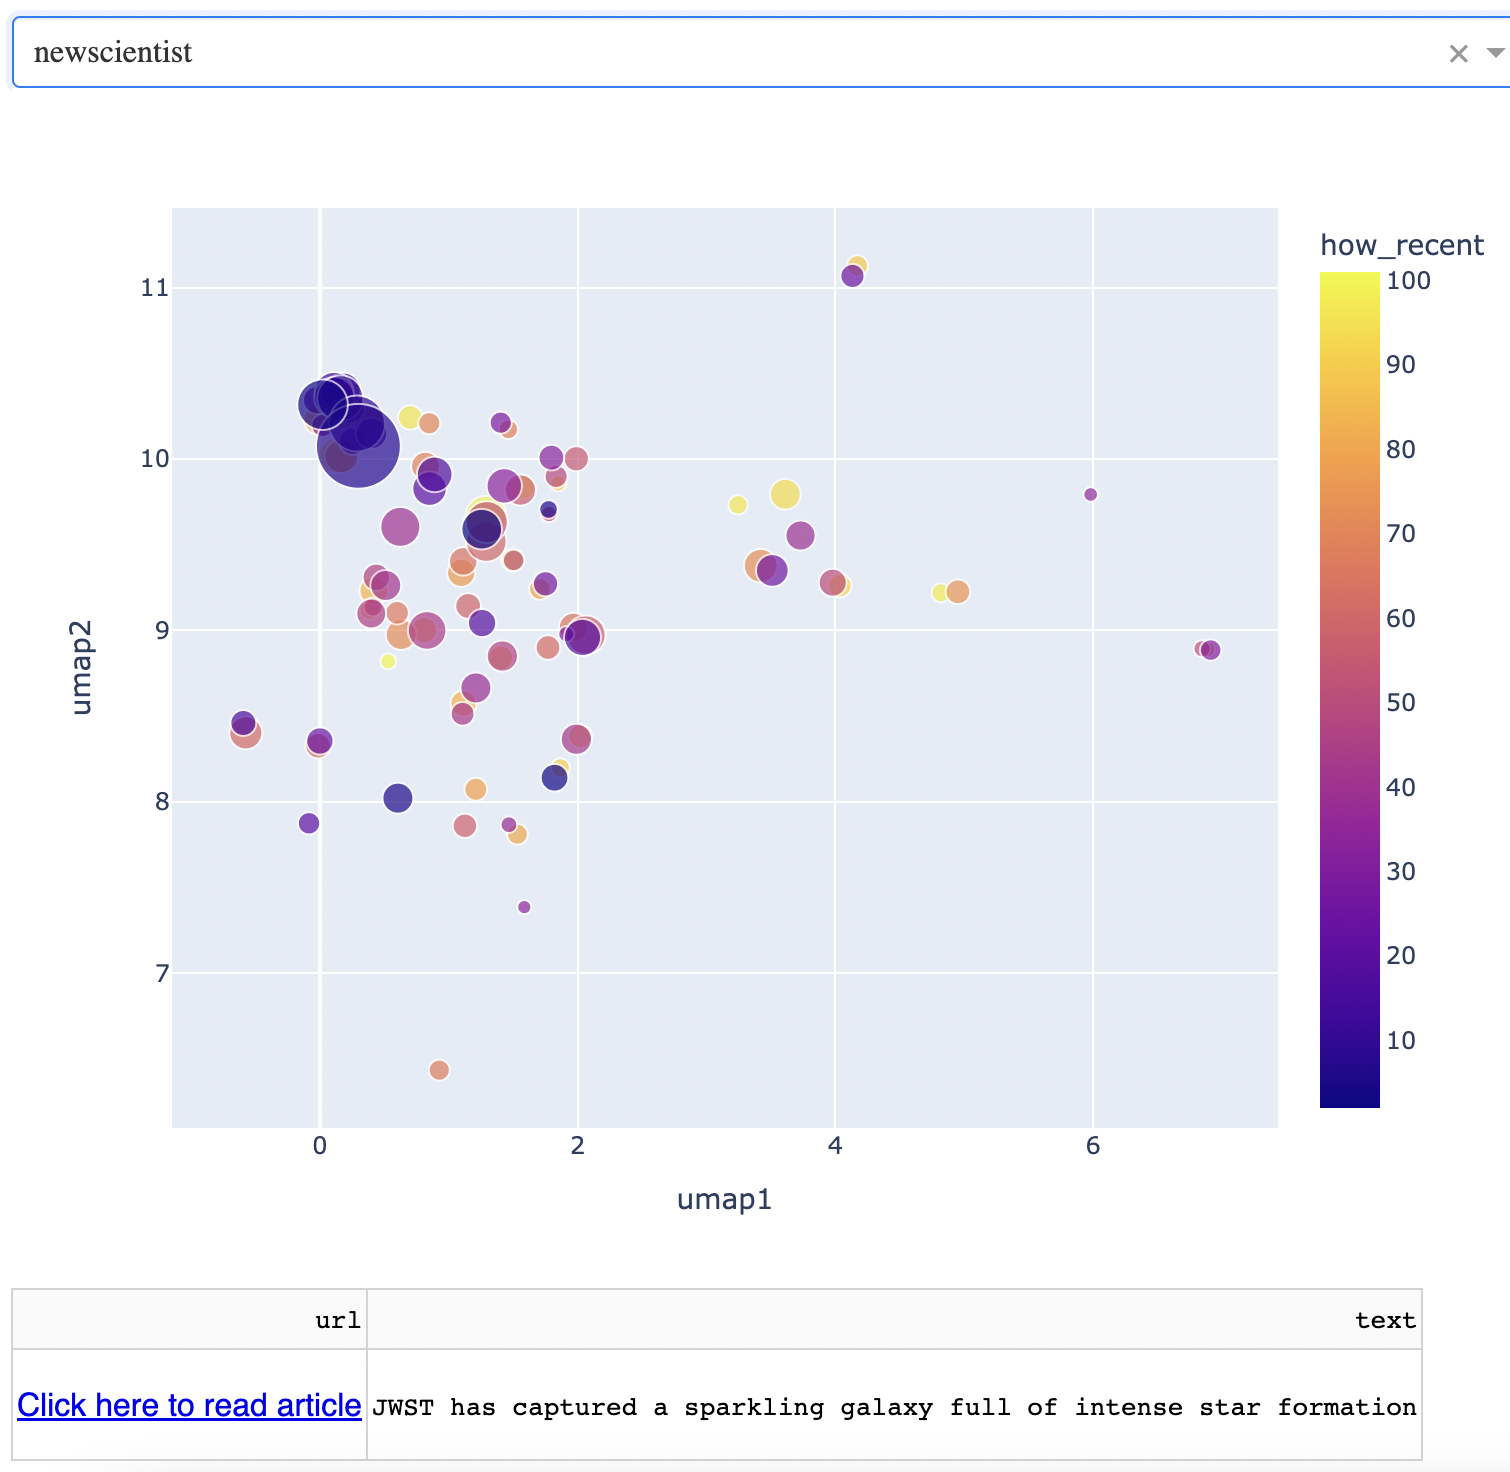 newscientist
how_recent
100
90
80
70
60
50
40
30
20
10
11
10
9
8
7
umap2
0 2 4 6
umap1
url text
Click here to read article JWST has captured a sparkling galaxy full of intense star formation